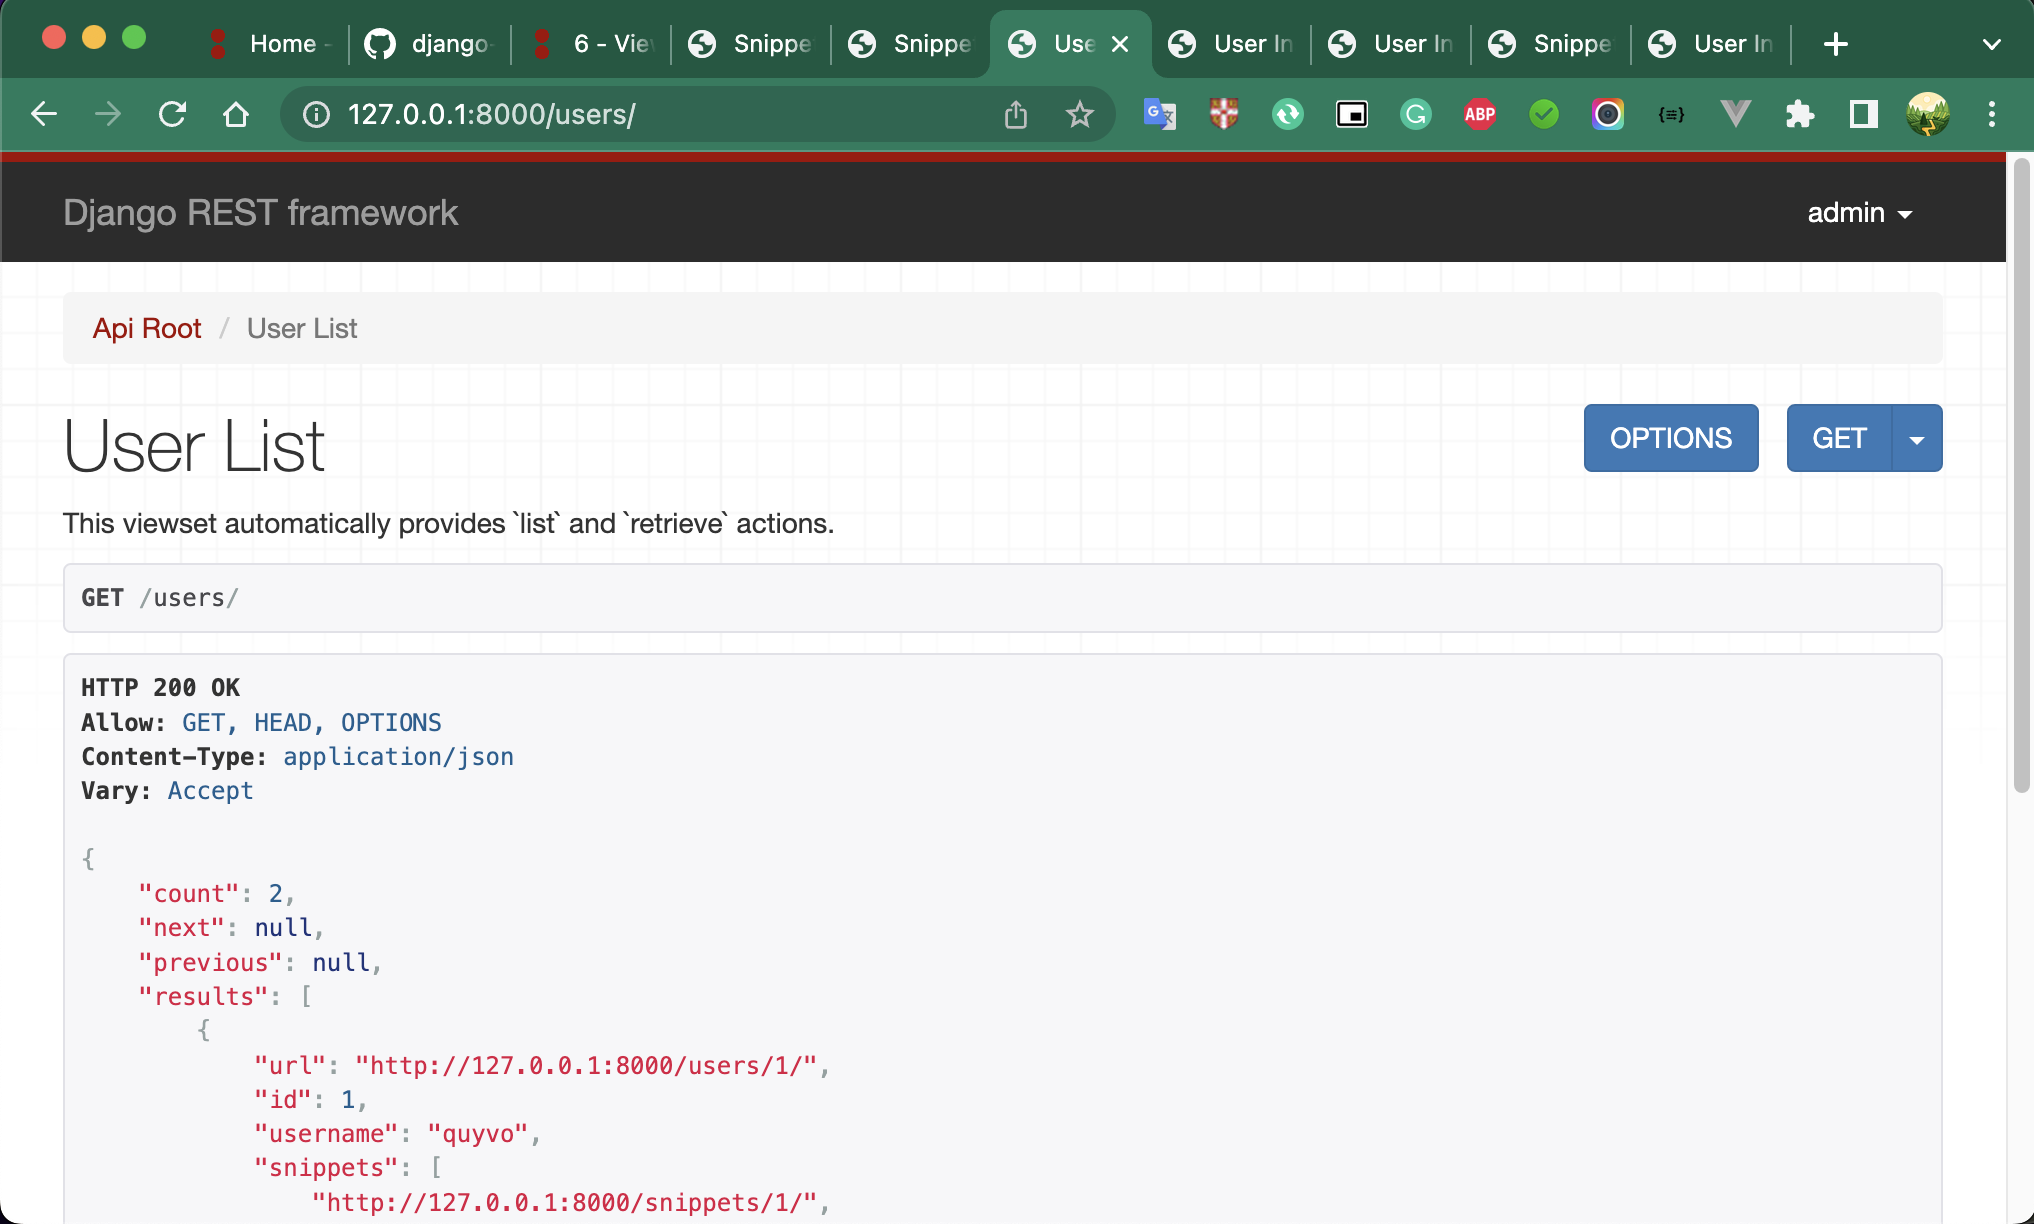 Home
django-
6 - Vie
Snippe
Snippe
Use
User In
User In
Snippe
User In
127.0.0.1:8000/users/
ABP
Django REST framework
admin
Api Root / User List
User List
OPTIONS
GET
This viewset automatically provides `list` and `retrieve` actions.
GET /users/
HTTP 200 OK
Allow: GET, HEAD, OPTIONS
Content-Type: application/json
Vary: Accept
{
"count": 2,
"next": null,
"previous": null,
"results": [
{
"url": "http://127.0.0.1:8000/users/1/",
"id": 1,
"username": "quyvo",
"snippets": [
"http://127.0.0.1:8000/snippets/1/",